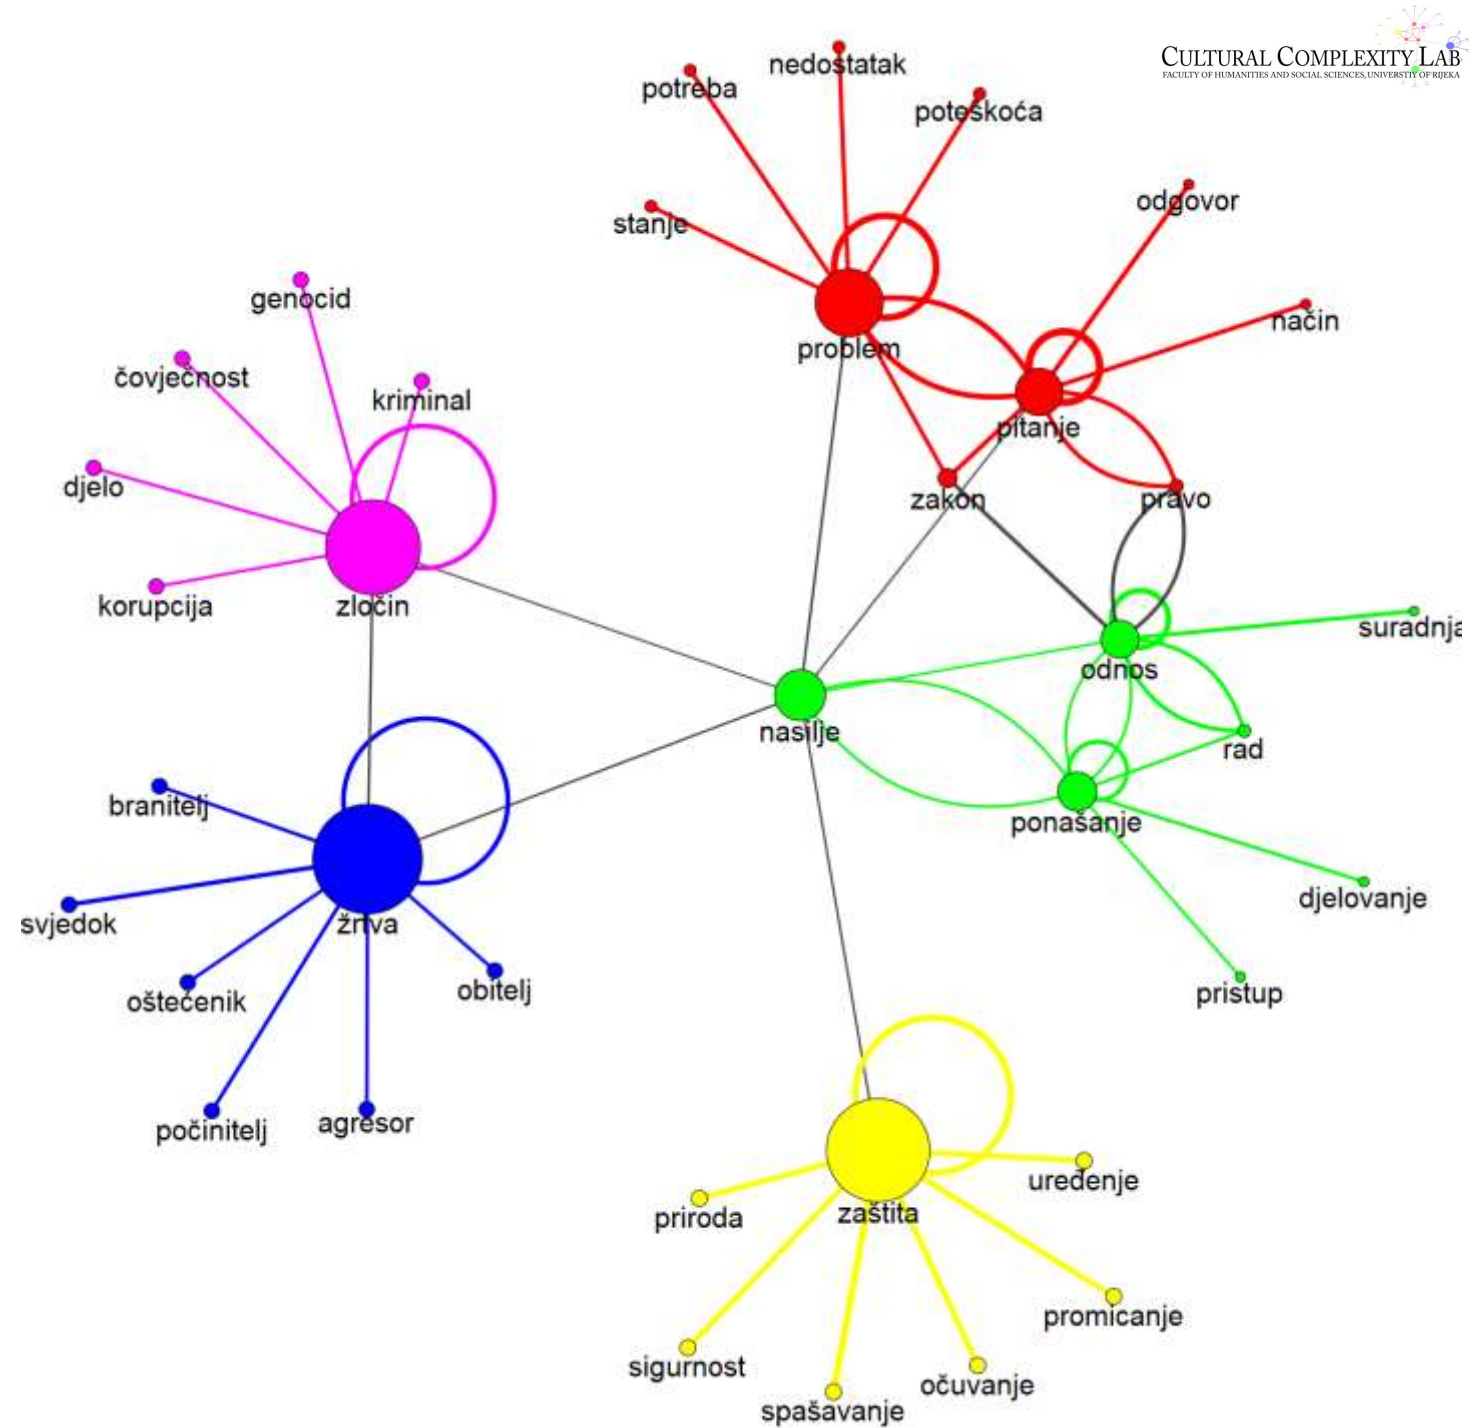 CULTURAL COMPLEXITY LAB
FACULTY OF HUMANITIES AND SOCIAL SCIENCES, UNIVERSTIY OF RIJEKA
nedostatak
potreba
poteškoća
odgovor
stanje
genocid
način
problem
čovječnost
kriminal
pitanje
djelo
zakon
pravo
korupcija
zločin
suradnja
odnos
nasilje
rad
branitelj
ponašanje
djelovanje
svjedok
žrtva
obitelj
pristup
oštećenik
agresor
počinitelj
uređenje
zaštita
priroda
promicanje
sigurnost
očuvanje
spašavanje